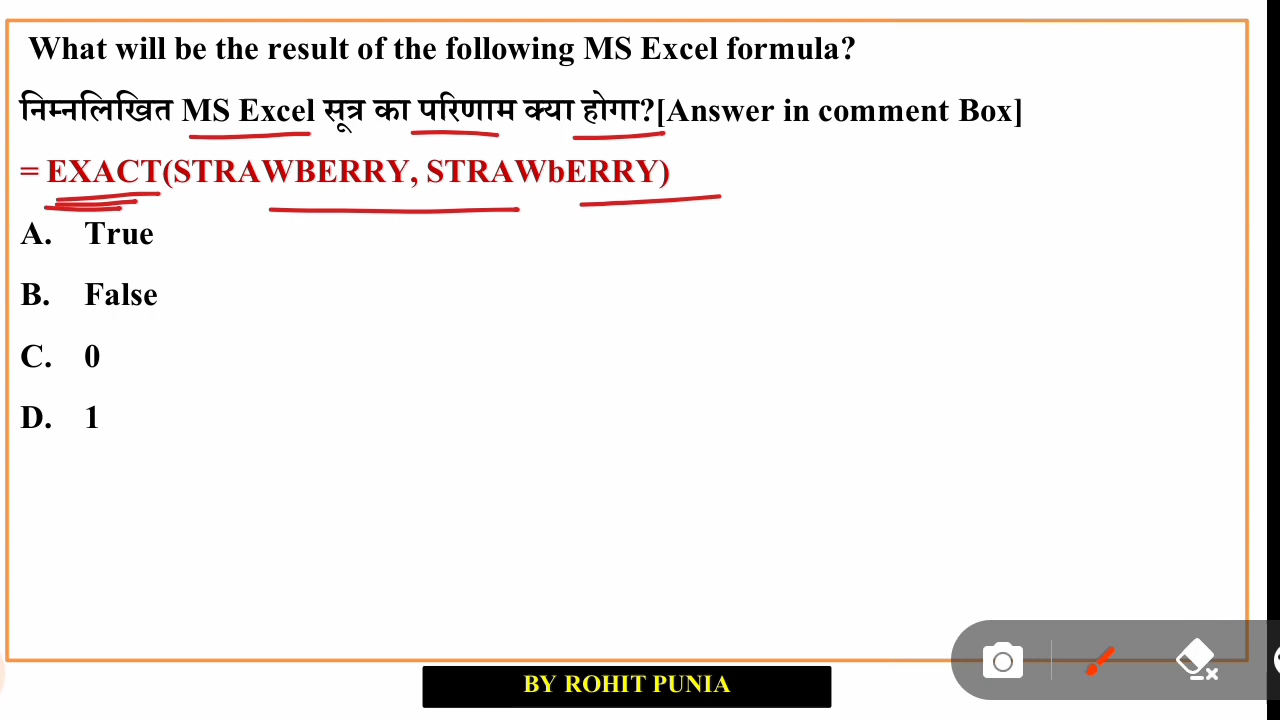 What will be the result of the following MS Excel formula?
निम्नलिखित MS Excel सूत्र का परिणाम क्या होगा?[Answer in comment Box]
= EXACT(STRAWBERRY, STRAWbERRY)
A. True
B. False
C. 0
D. 1
BY ROHIT PUNIA